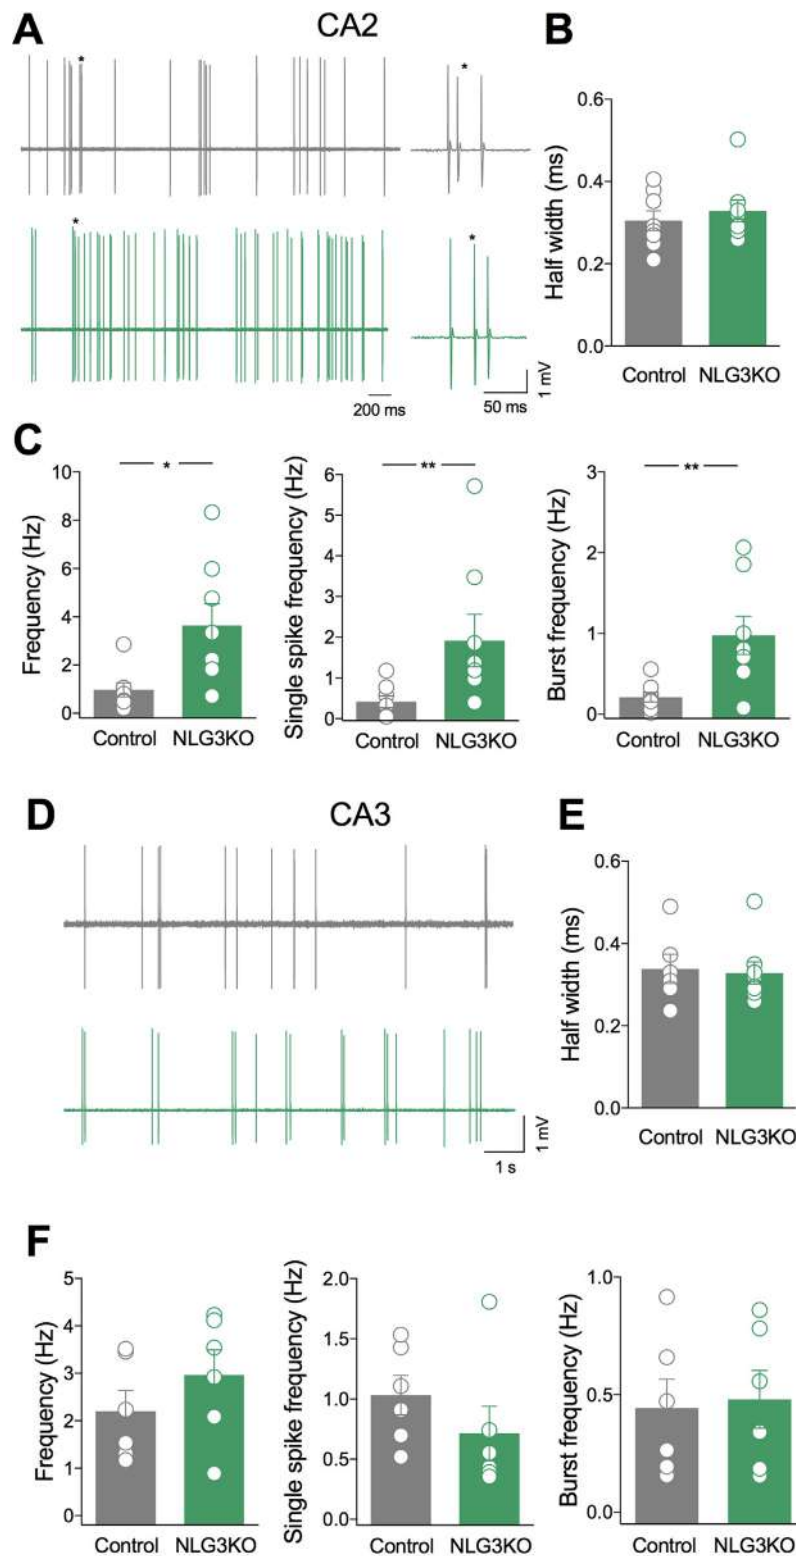 A
CA2
*
*
*
*
200 ms
50 ms
1 mV
B
Half width (ms)
0.6
0.4
0.2
0.0
Control NLG3KO
C
Frequency (Hz)
10
8
6
4
2
0
*
Control NLG3KO
Single spike frequency (Hz)
6
5
4
3
2
1
0
**
Control NLG3KO
Burst frequency (Hz)
3
2
1
0
**
Control NLG3KO
D
CA3
1 s
1 mV
E
Half width (ms)
0.6
0.4
0.2
0.0
Control NLG3KO
F
Frequency (Hz)
5
4
3
2
1
0
Control NLG3KO
Single spike frequency (Hz)
2.0
1.5
1.0
0.5
0.0
Control NLG3KO
Burst frequency (Hz)
1.0
0.5
0.0
Control NLG3KO